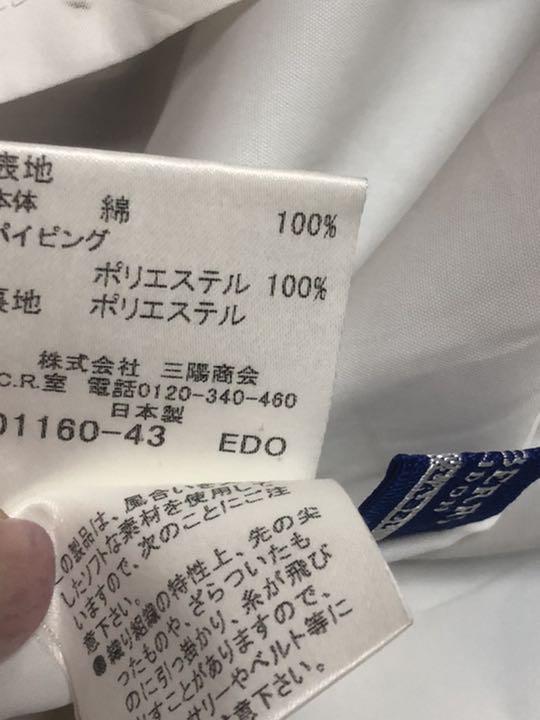 表地
本体 綿 100%
パイピング
ポリエステル 100%
裏地 ポリエステル
株式会社 三陽商会
C.R.室 電話0120-340-460
日本製
01160-43 EDO
の製品は、風合いを
したソフトな素材を使用し
いますので、次のことにご注
意下さい。
●綾り組織の特性上、先の尖
ったものや、ざらついたも
のに引っ掛かり、糸が飛び
出すことがありますので、
サリーやベルト等に
注意下さい。